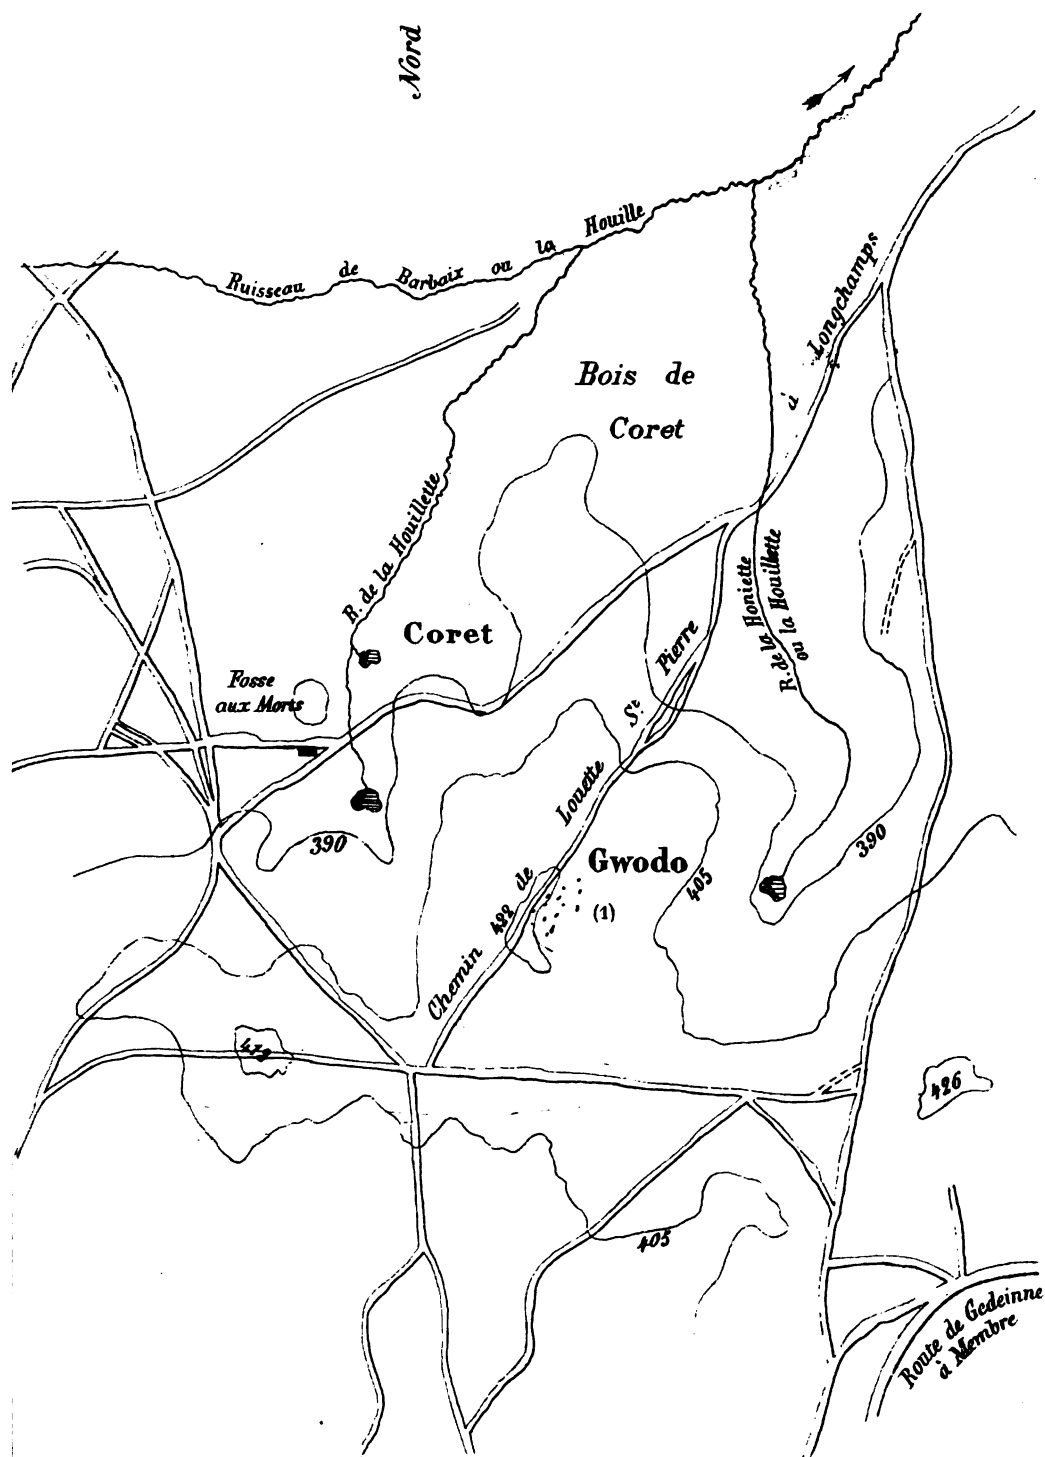 Nord
Ruisseau de Barbaix ou la Houille
Bois de
Coret
R. de la Houillette
Coret
Fosse
aux Morts
390
Chemin de Louette St. Pierre à Longchamps
R. de la Honiette
ou la Houillette
Gwodo
(1)
422
405
390
426
405
Route de Gedeinne
à Membre